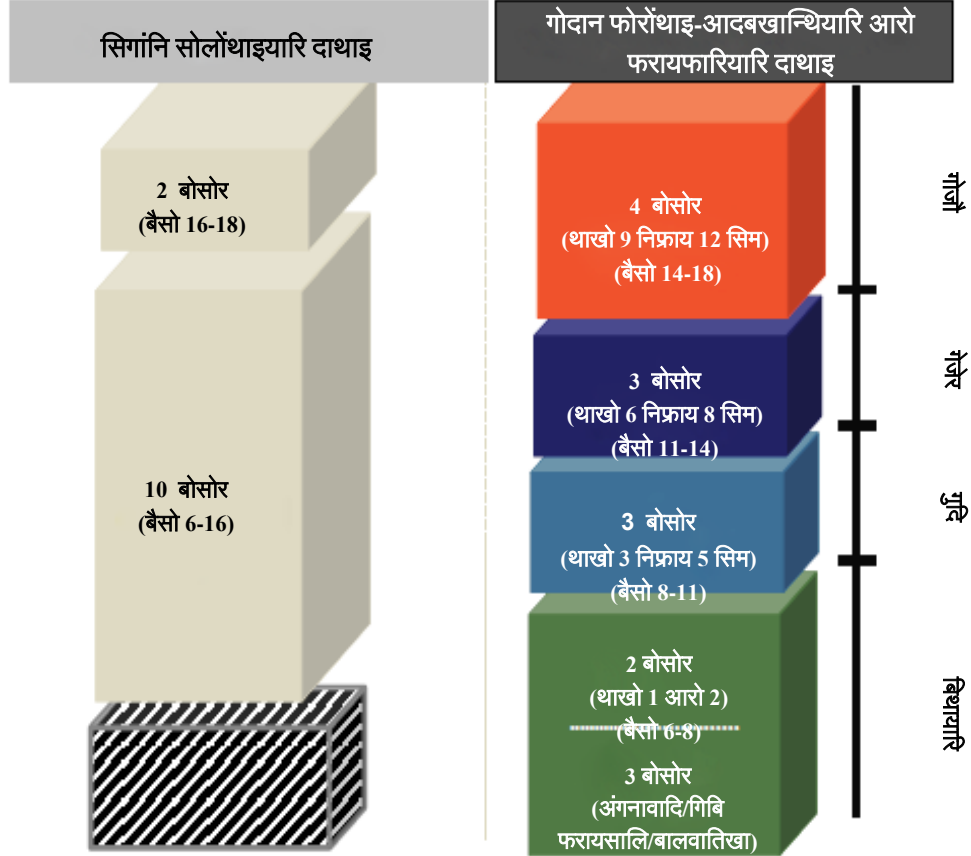 सिगांनि सोलोंथाइयारि दाथाइ
गोदान फोरोंथाइ-आदबखान्थियारि आरो
फरायफारियारि दाथाइ
2 बोसोर
(बैसो 16-18)
10 बोसोर
(बैसो 6-16)
4 बोसोर
(थाखो 9 निफ्राय 12 सिम)
(बैसो 14-18)
3 बोसोर
(थाखो 6 निफ्राय 8 सिम)
(बैसो 11-14)
3 बोसोर
(थाखो 3 निफ्राय 5 सिम)
(बैसो 8-11)
2 बोसोर
(थाखो 1 आरो 2)
(बैसो 6-8)
3 बोसोर
(अंगनावादि/गिबि
फरायसालि/बालवातिखा)
गोजौ
गेजेर
गुदि
बिथायारि